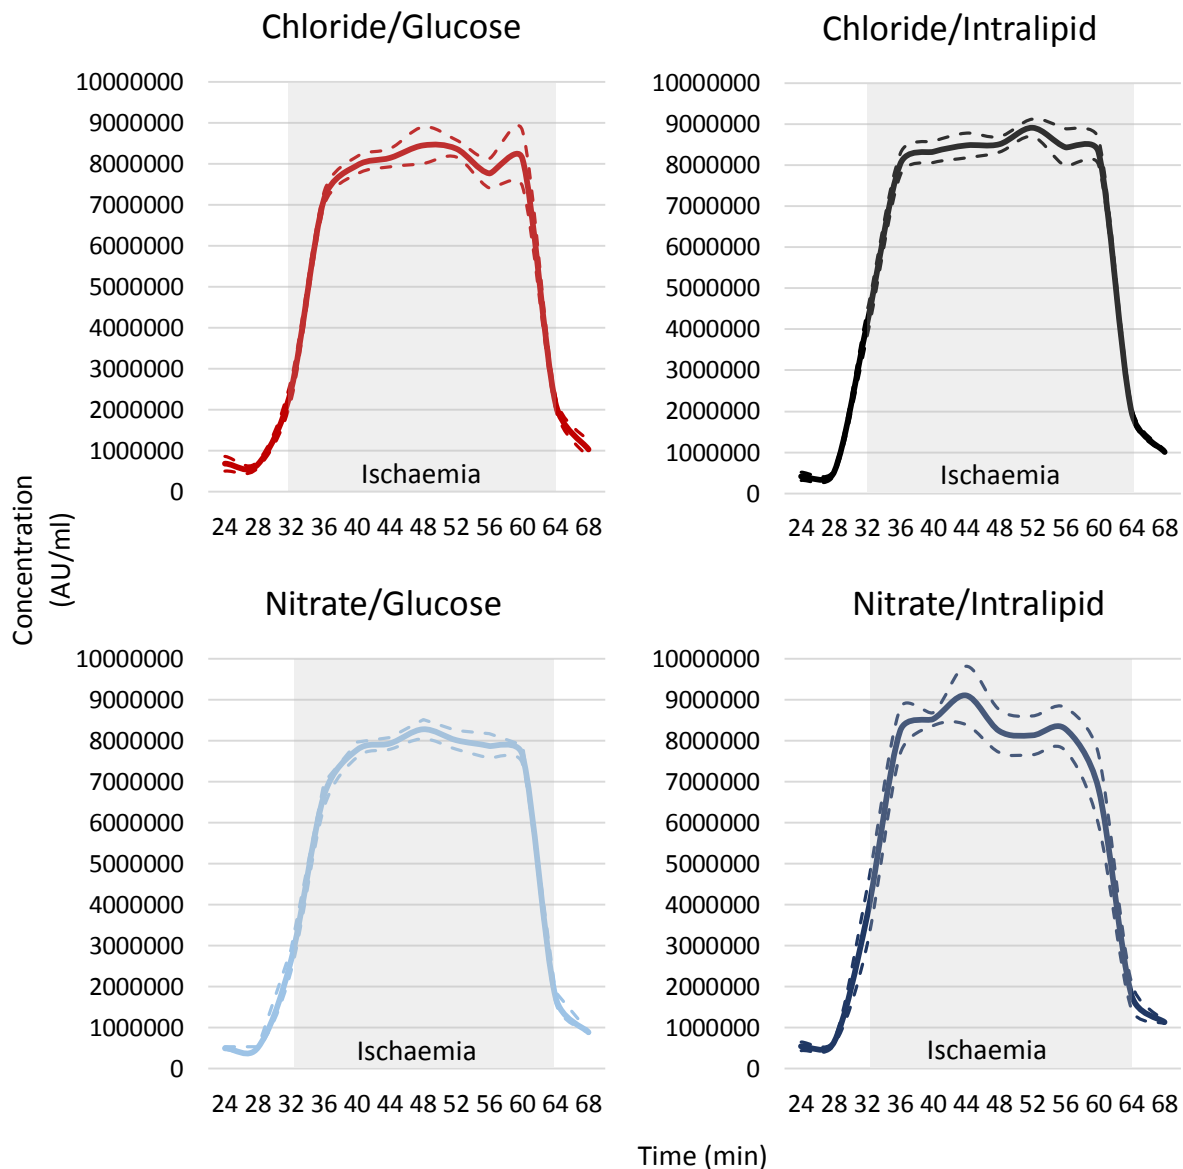 Chloride/Glucose
10000000
9000000
8000000
7000000
6000000
5000000
4000000
3000000
2000000
1000000
0
Ischaemia
24 28 32 36 40 44 48 52 56 60 64 68
Chloride/Intralipid
10000000
9000000
8000000
7000000
6000000
5000000
4000000
3000000
2000000
1000000
0
Ischaemia
24 28 32 36 40 44 48 52 56 60 64 68
Concentration
(AU/ml)
Nitrate/Glucose
10000000
9000000
8000000
7000000
6000000
5000000
4000000
3000000
2000000
1000000
0
Ischaemia
24 28 32 36 40 44 48 52 56 60 64 68
Nitrate/Intralipid
10000000
9000000
8000000
7000000
6000000
5000000
4000000
3000000
2000000
1000000
0
Ischaemia
24 28 32 36 40 44 48 52 56 60 64 68
Time (min)